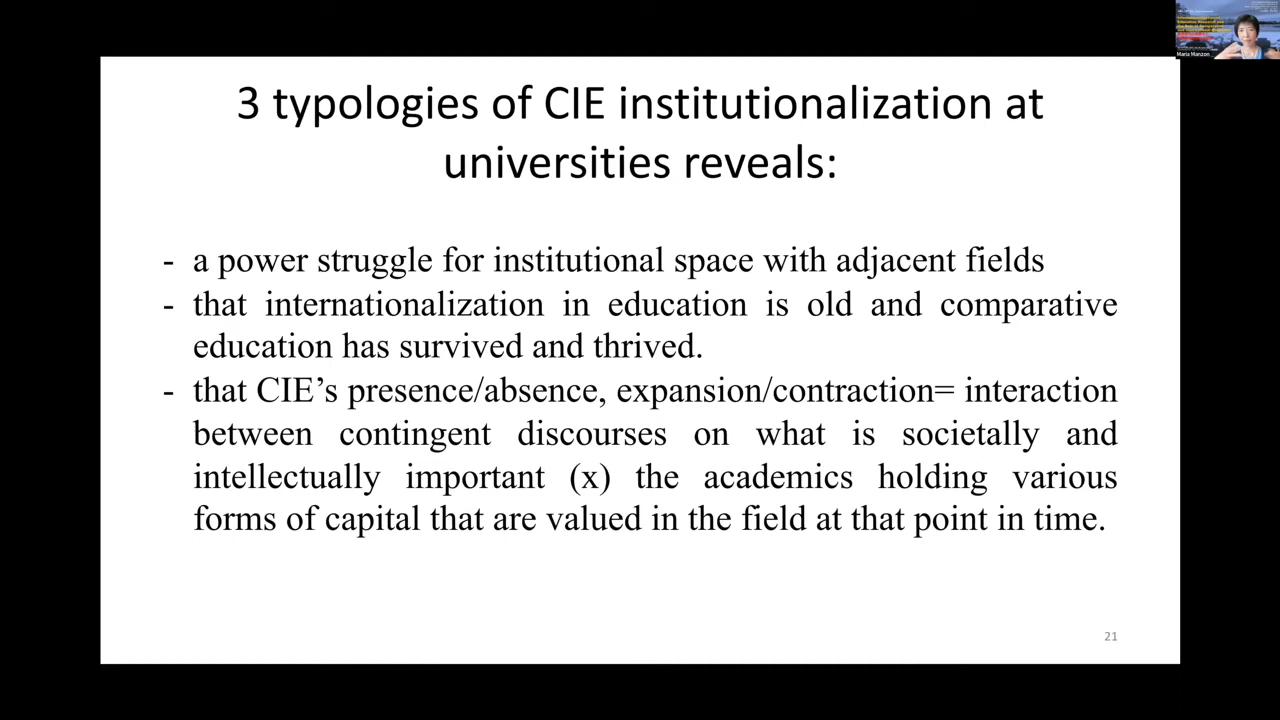 3 typologies of CIE institutionalization at
universities reveals:
- a power struggle for institutional space with adjacent fields
- that internationalization in education is old and comparative
education has survived and thrived.
- that CIE’s presence/absence, expansion/contraction= interaction
between contingent discourses on what is societally and
intellectually important (x) the academics holding various
forms of capital that are valued in the field at that point in time.
21
Maria Manzon